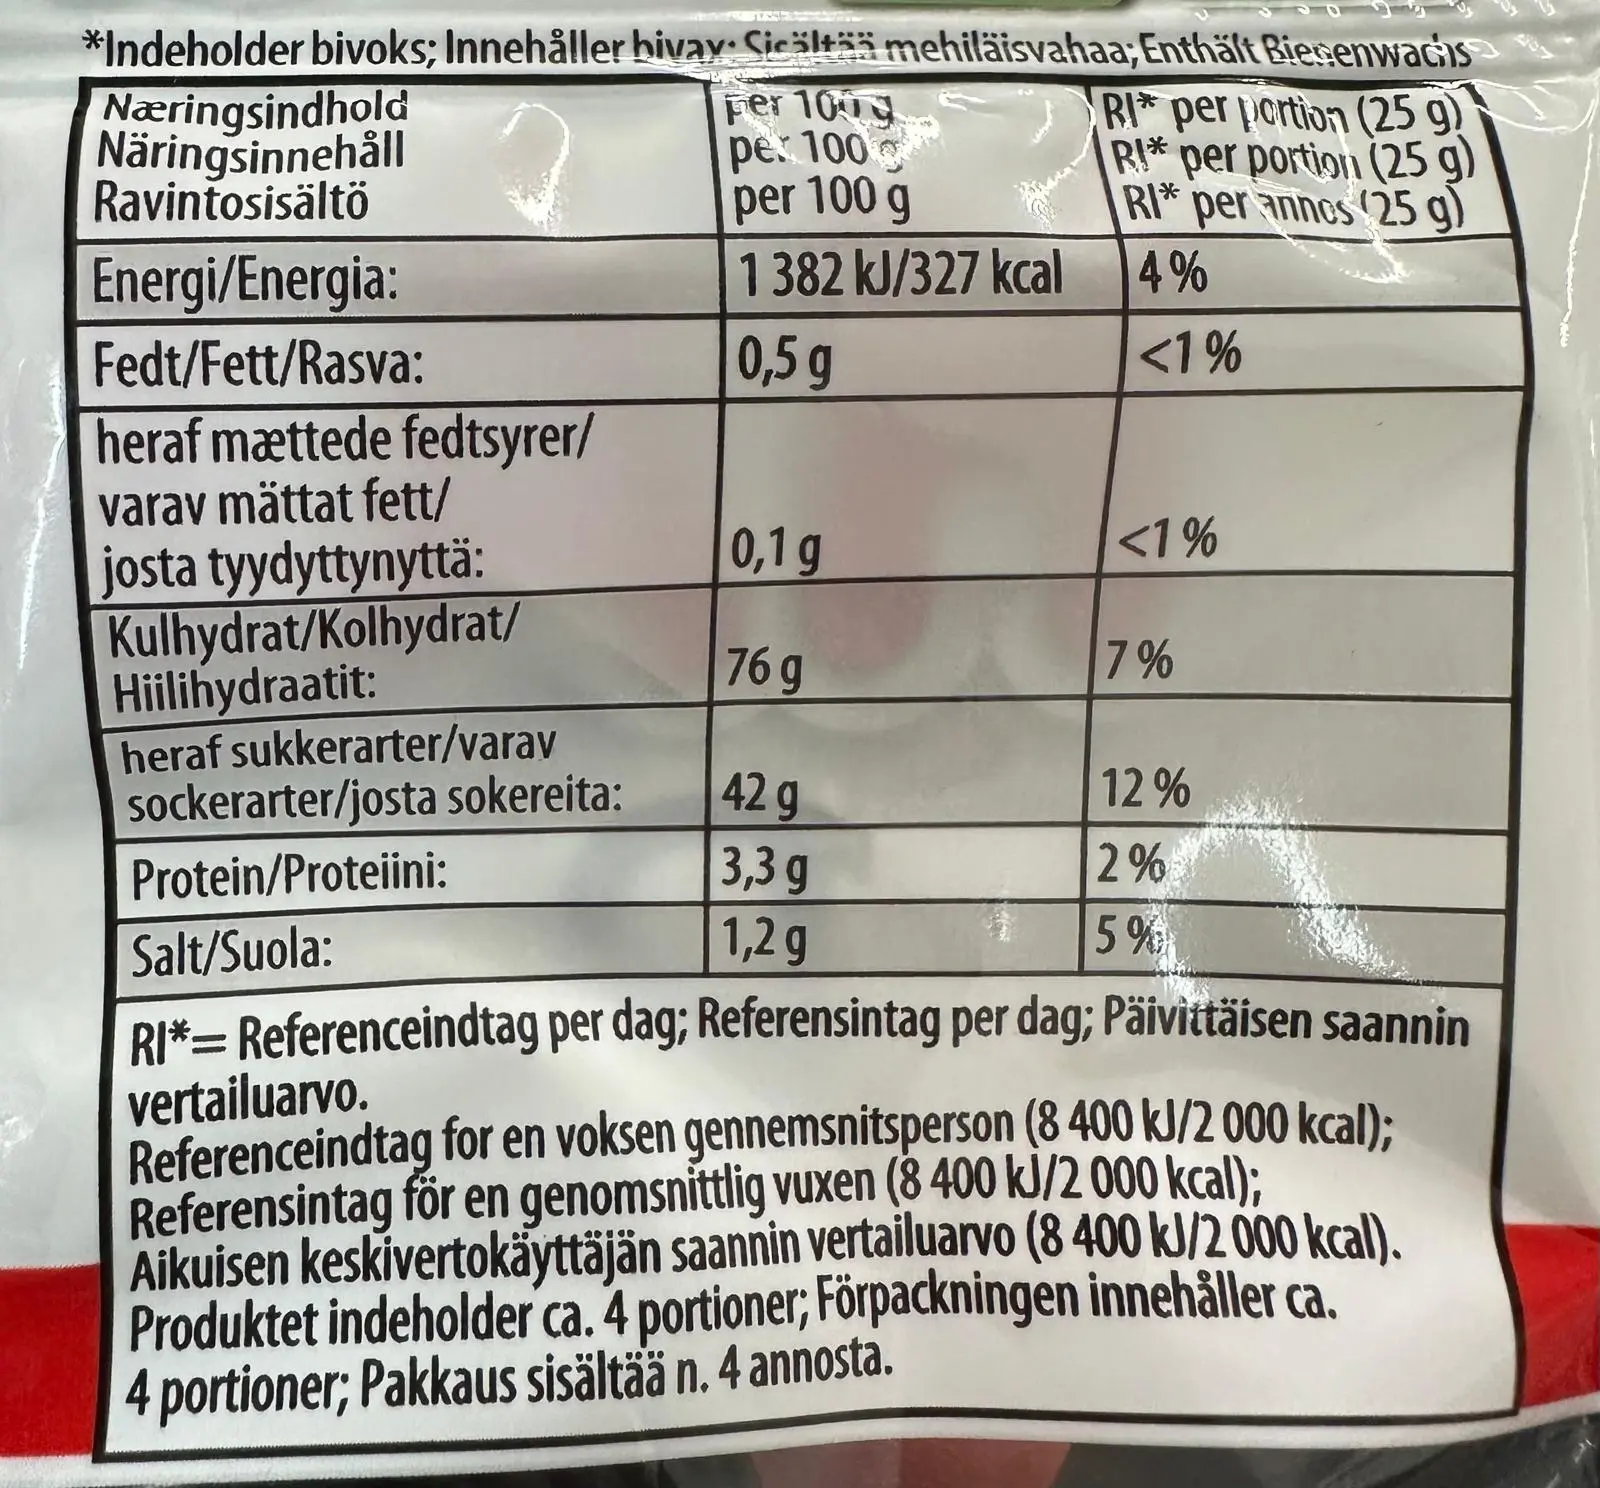 *Indeholder bivoks; Innehåller bivax; Sisältää mehiläisvahaa; Enthält Bienenwachs
Næringsindhold per 100 g RI* per portion (25 g)
Näringsinnehåll per 100 g RI* per portion (25 g)
Ravintosisältö per 100 g RI* per annos (25 g)
Energi/Energia: 1 382 kJ/327 kcal 4 %
Fedt/Fett/Rasva: 0,5 g <1 %
heraf mættede fedtsyrer/
varav mättat fett/
josta tyydyttynyttä: 0,1 g <1 %
Kulhydrat/Kolhydrat/
Hiilihydraatit: 76 g 7 %
heraf sukkerarter/varav
sockerarter/josta sokereita: 42 g 12 %
Protein/Proteiini: 3,3 g 2 %
Salt/Suola: 1,2 g 5 %
RI*= Referenceindtag per dag; Referensintag per dag; Päivittäisen saannin
vertailuarvo.
Referenceindtag for en voksen gennemsnitsperson (8 400 kJ/2 000 kcal);
Referensintag för en genomsnittlig vuxen (8 400 kJ/2 000 kcal);
Aikuisen keskivertokäyttäjän saannin vertailuarvo (8 400 kJ/2 000 kcal).
Produktet indeholder ca. 4 portioner; Förpackningen innehåller ca.
4 portioner; Pakkaus sisältää n. 4 annosta.